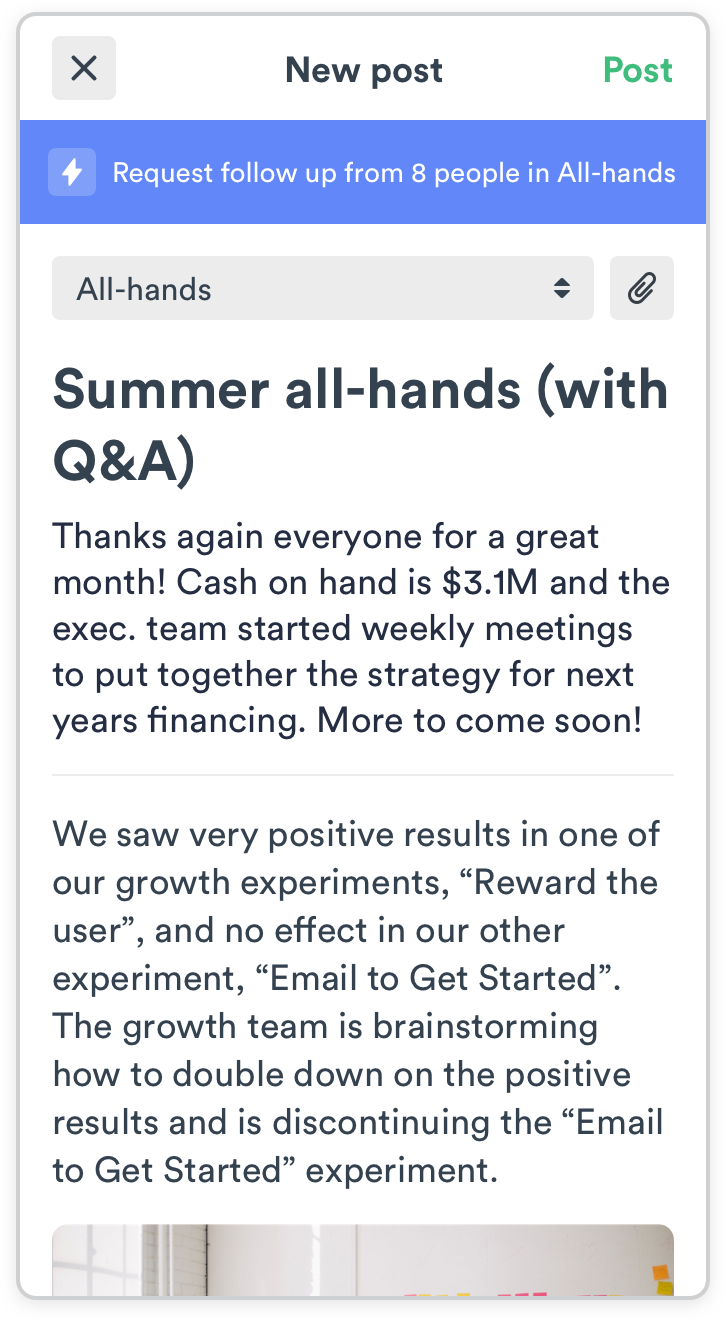 New post
Post
Request follow up from 8 people in All-hands
All-hands
Summer all-hands (with
Q&A)
Thanks again everyone for a great
month! Cash on hand is $3.1M and the
exec. team started weekly meetings
to put together the strategy for next
years financing. More to come soon!
We saw very positive results in one of
our growth experiments, “Reward the
user”, and no effect in our other
experiment, “Email to Get Started”.
The growth team is brainstorming
how to double down on the positive
results and is discontinuing the “Email
to Get Started” experiment.